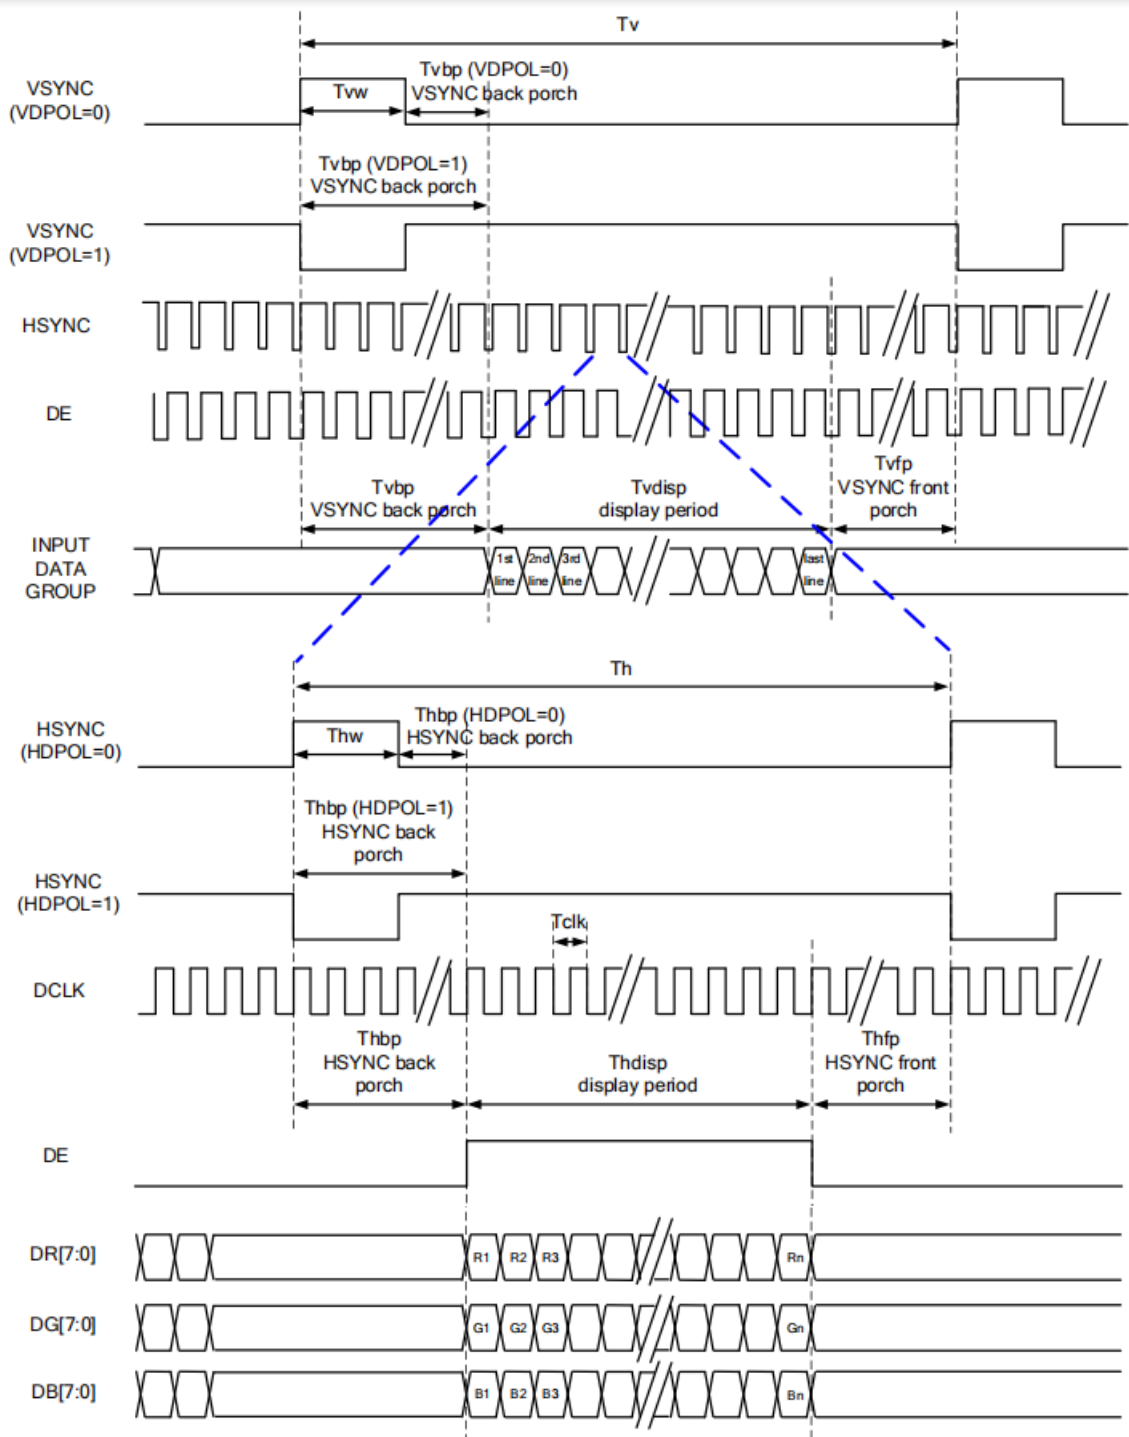 Tv
VSYNC
(VDPOL=0)
Tvw
Tvbp (VDPOL=0)
VSYNC back porch
Tvbp (VDPOL=1)
VSYNC back porch
VSYNC
(VDPOL=1)
HSYNC
DE
Tvbp
VSYNC back porch
Tvdisp
display period
Tvfp
VSYNC front
porch
INPUT
DATA
GROUP
1st
line
2nd
line
3rd
line
last
line
Th
HSYNC
(HDPOL=0)
Thw
Thbp (HDPOL=0)
HSYNC back porch
Thbp (HDPOL=1)
HSYNC back
porch
HSYNC
(HDPOL=1)
Tclk
DCLK
Thbp
HSYNC back
porch
Thdisp
display period
Thfp
HSYNC front
porch
DE
DR[7:0]
R1 R2 R3 Rn
DG[7:0]
G1 G2 G3 Gn
DB[7:0]
B1 B2 B3 Bn